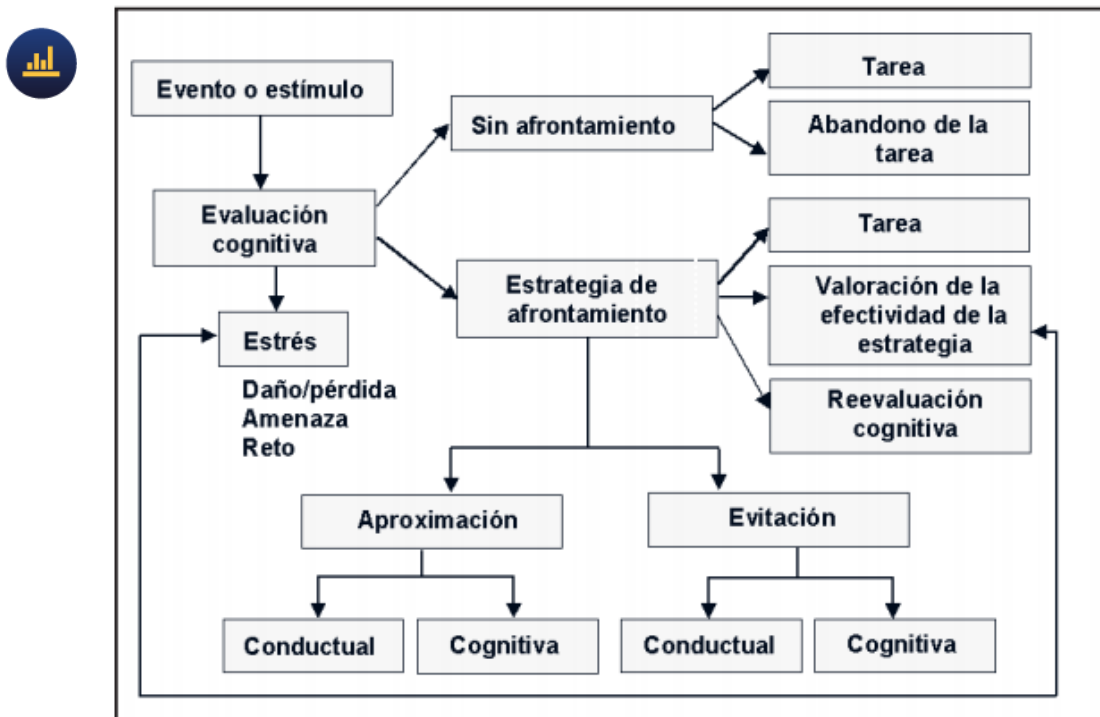 Evento o estímulo
Evaluación
cognitiva
Estrés
Daño/pérdida
Amenaza
Reto
Sin afrontamiento
Tarea
Abandono de la
tarea
Estrategia de
afrontamiento
Tarea
Valoración de la
efectividad de la
estrategia
Reevaluación
cognitiva
Aproximación
Evitación
Conductual
Cognitiva
Conductual
Cognitiva